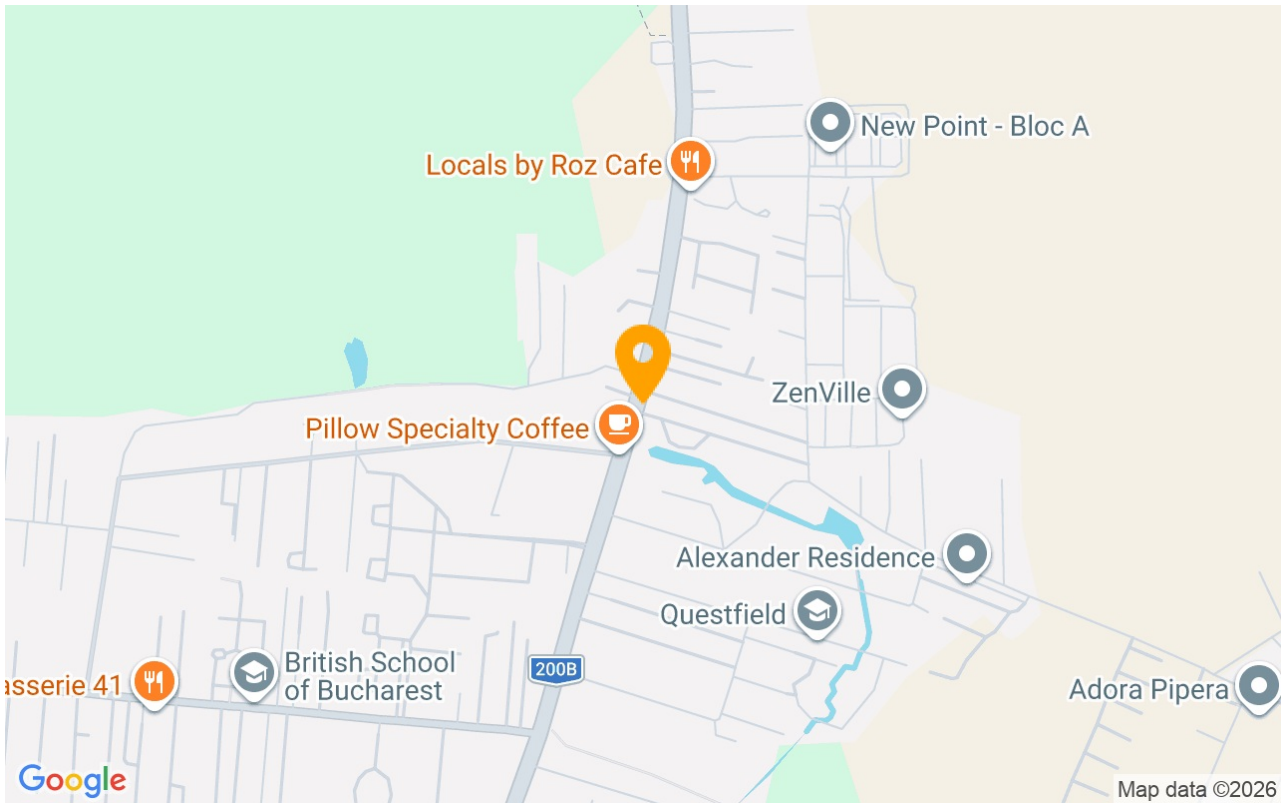 New Point - Bloc A
Locals by Roz Cafe
ZenVille
Pillow Specialty Coffee
Alexander Residence
Questfield
British School
of Bucharest
200B
asserie 41
Adora Pipera
Google
Map data ©2026